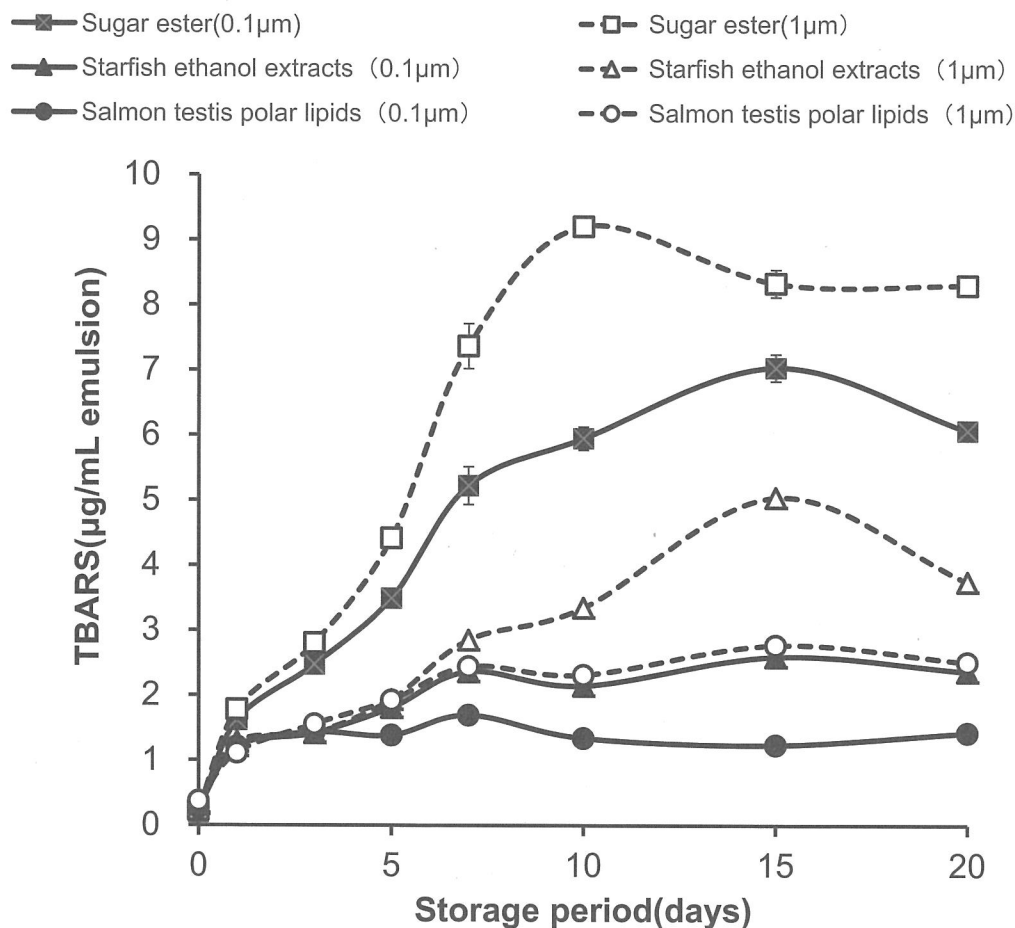 Sugar ester(0.1μm)
Sugar ester(1μm)
Starfish ethanol extracts（0.1μm）
Starfish ethanol extracts（1μm）
Salmon testis polar lipids（0.1μm）
Salmon testis polar lipids（1μm）
10
9
8
7
6
5
4
3
2
1
0
TBARS(μg/mL emulsion)
0 5 10 15 20
Storage period(days)